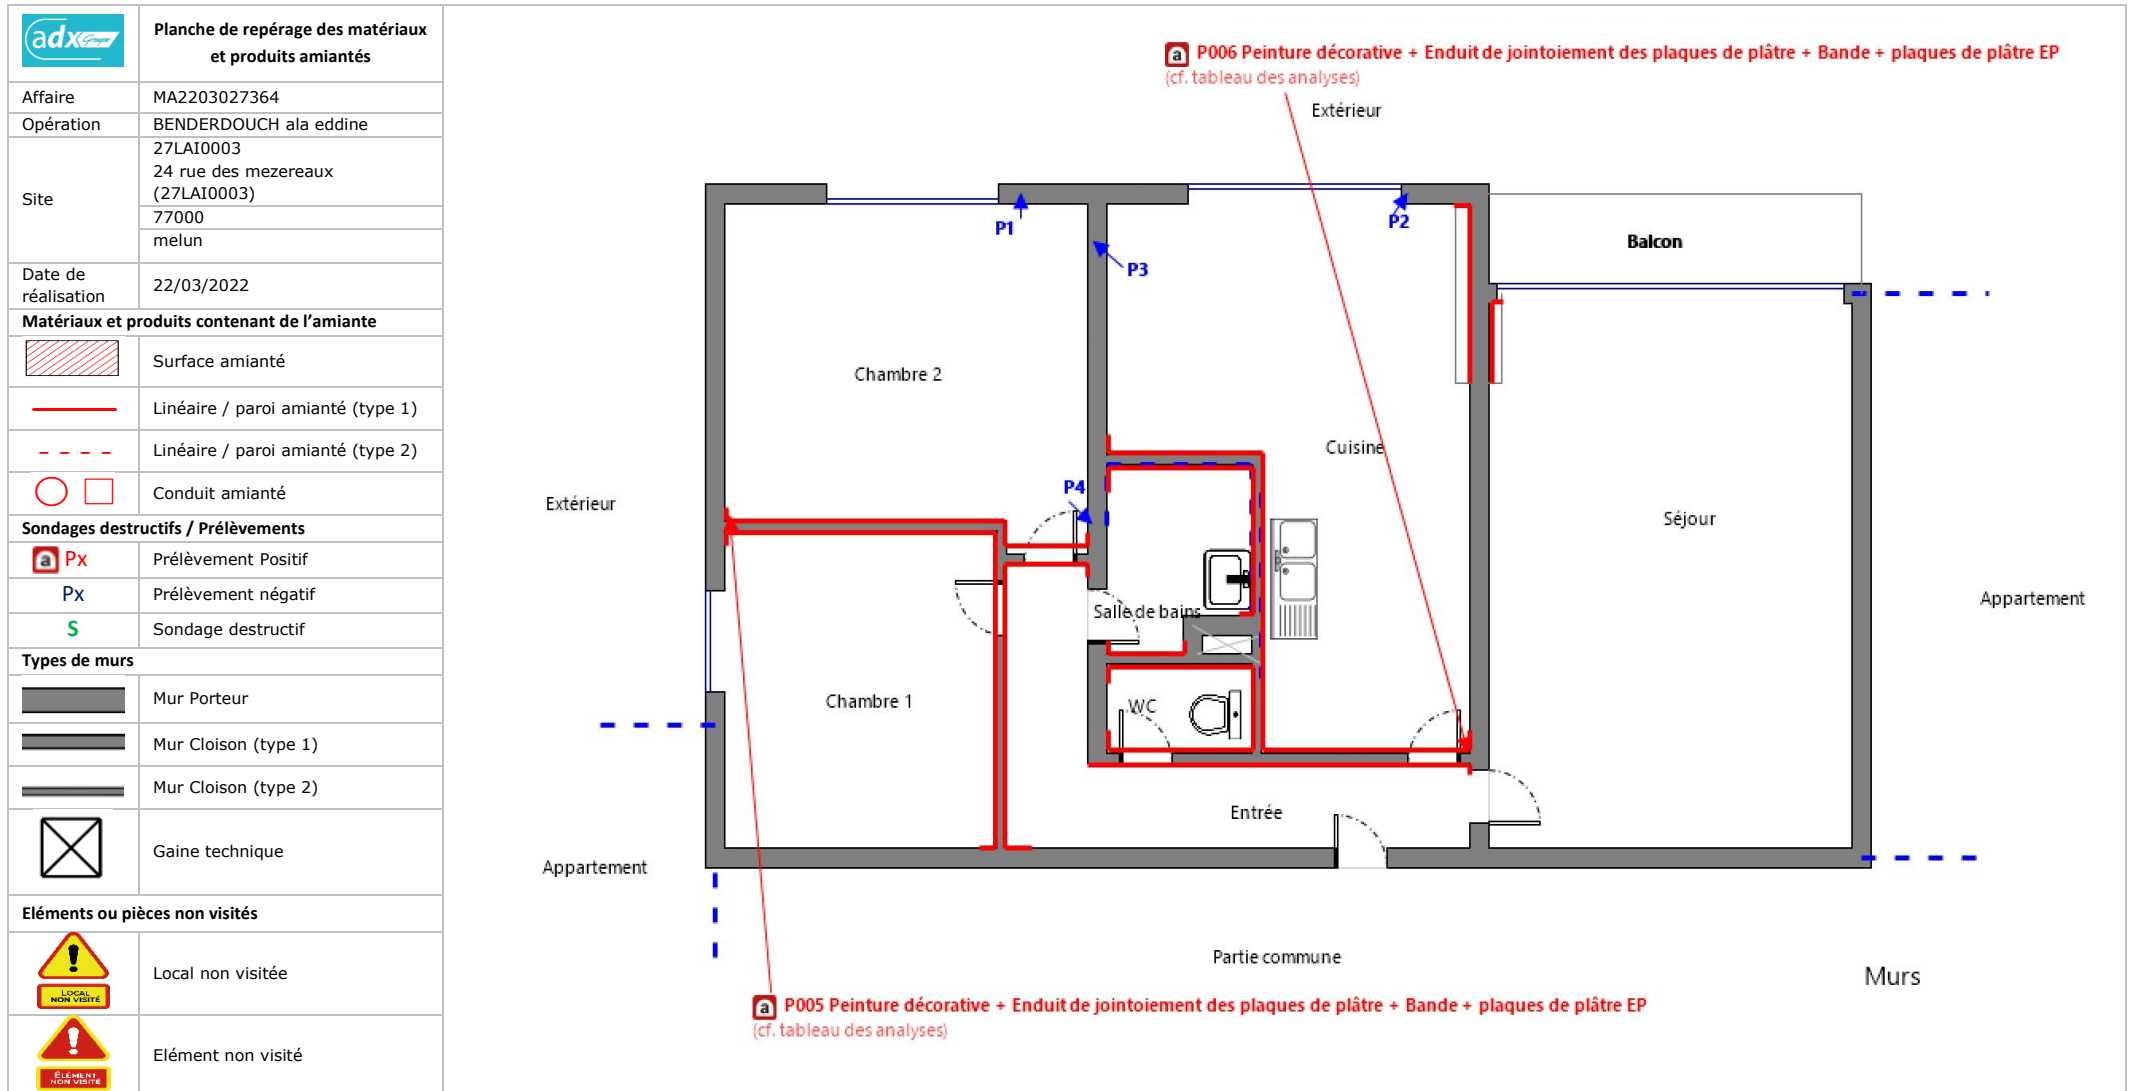 adx Groupe
Planche de repérage des matériaux
et produits amiantés
Affaire MA2203027364
Opération BENDERDOUCH ala eddine
Site
27LAI0003
24 rue des mezereaux
(27LAI0003)
77000
melun
Date de
réalisation
22/03/2022
Matériaux et produits contenant de l'amiante
Surface amianté
Linéaire / paroi amianté (type 1)
Linéaire / paroi amianté (type 2)
Conduit amianté
Sondages destructifs / Prélèvements
a Px Prélèvement Positif
Px Prélèvement négatif
S Sondage destructif
Types de murs
Mur Porteur
Mur Cloison (type 1)
Mur Cloison (type 2)
Gaine technique
Eléments ou pièces non visités
LOCAL
NON VISITÉ
Local non visitée
ÉLÉMENT
NON VISITÉ
Elément non visité
a P006 Peinture décorative + Enduit de jointoiement des plaques de plâtre + Bande + plaques de plâtre EP
(cf. tableau des analyses)
Extérieur
P1
P2
Balcon
P3
Chambre 2
Cuisine
P4
Extérieur
Séjour
Appartement
Salle de bains
Chambre 1
WC
Entrée
Appartement
Partie commune
Murs
a P005 Peinture décorative + Enduit de jointoiement des plaques de plâtre + Bande + plaques de plâtre EP
(cf. tableau des analyses)